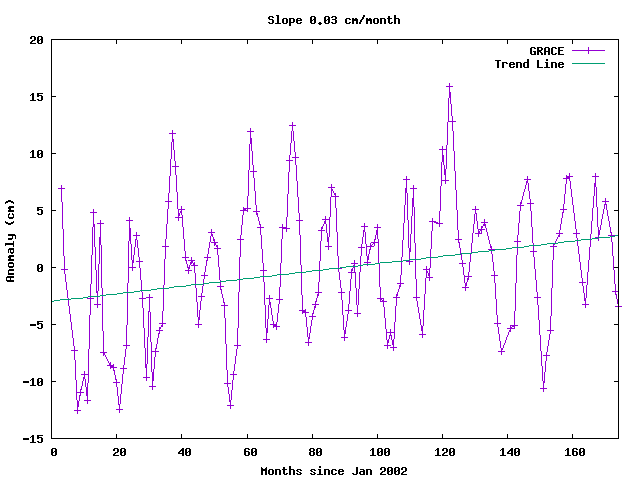 Slope 0.03 cm/month
20
15
10
5
0
-5
-10
-15
Anomaly (cm)
GRACE
Trend Line
0 20 40 60 80 100 120 140 160
Months since Jan 2002